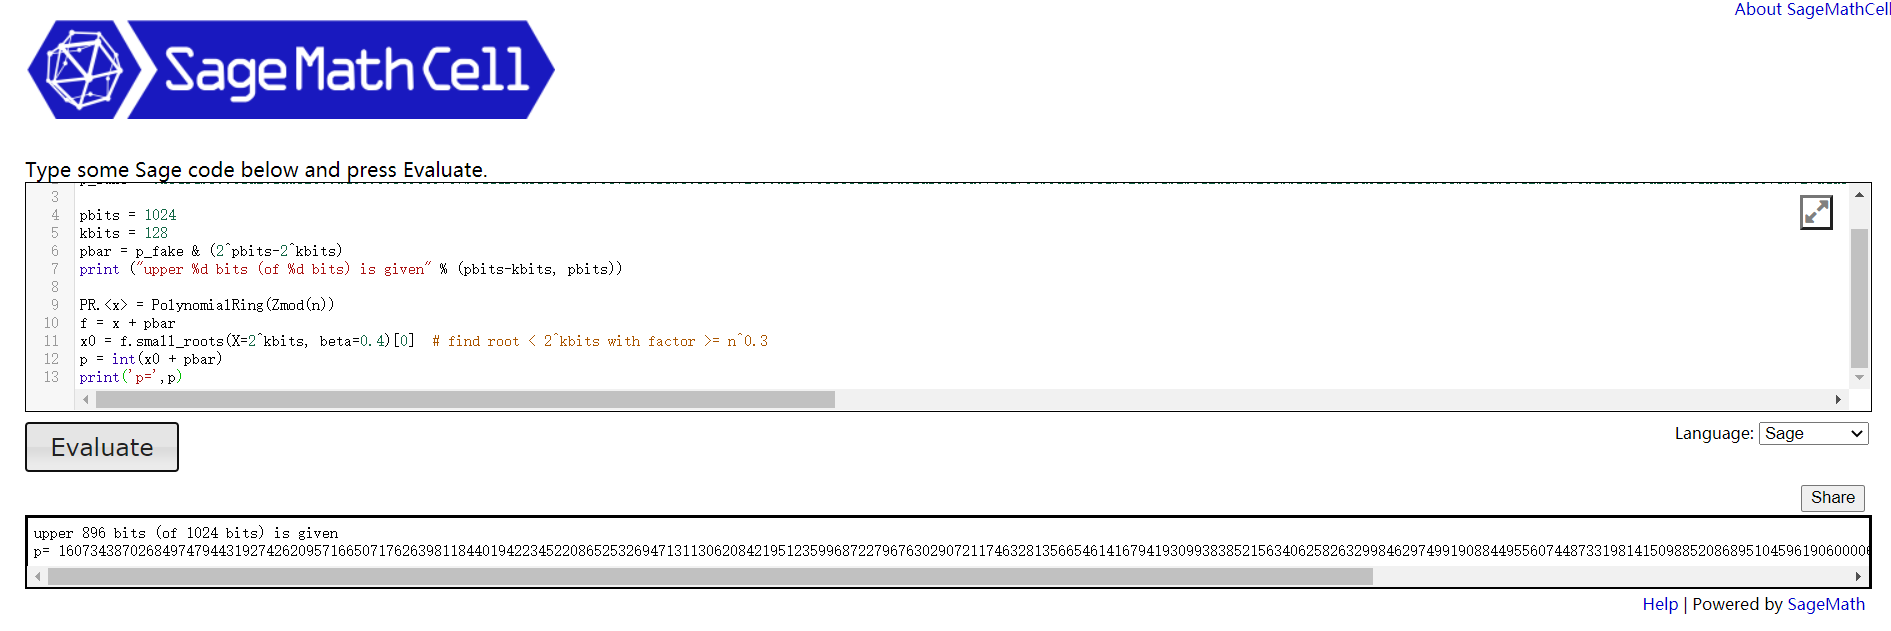 About SageMathCell
SageMathCell
Type some Sage code below and press Evaluate.
3
4 pbits = 1024
5 kbits = 128
6 pbar = p_fake & (2^pbits-2^kbits)
7 print ("upper %d bits (of %d bits) is given" % (pbits-kbits, pbits))
8
9 PR.<x> = PolynomialRing(Zmod(n))
10 f = x + pbar
11 x0 = f.small_roots(X=2^kbits, beta=0.4)[0]  # find root < 2^kbits with factor >= n^0.3
12 p = int(x0 + pbar)
13 print('p=',p)
Evaluate
Language: Sage
Share
upper 896 bits (of 1024 bits) is given
p=
Help | Powered by SageMath